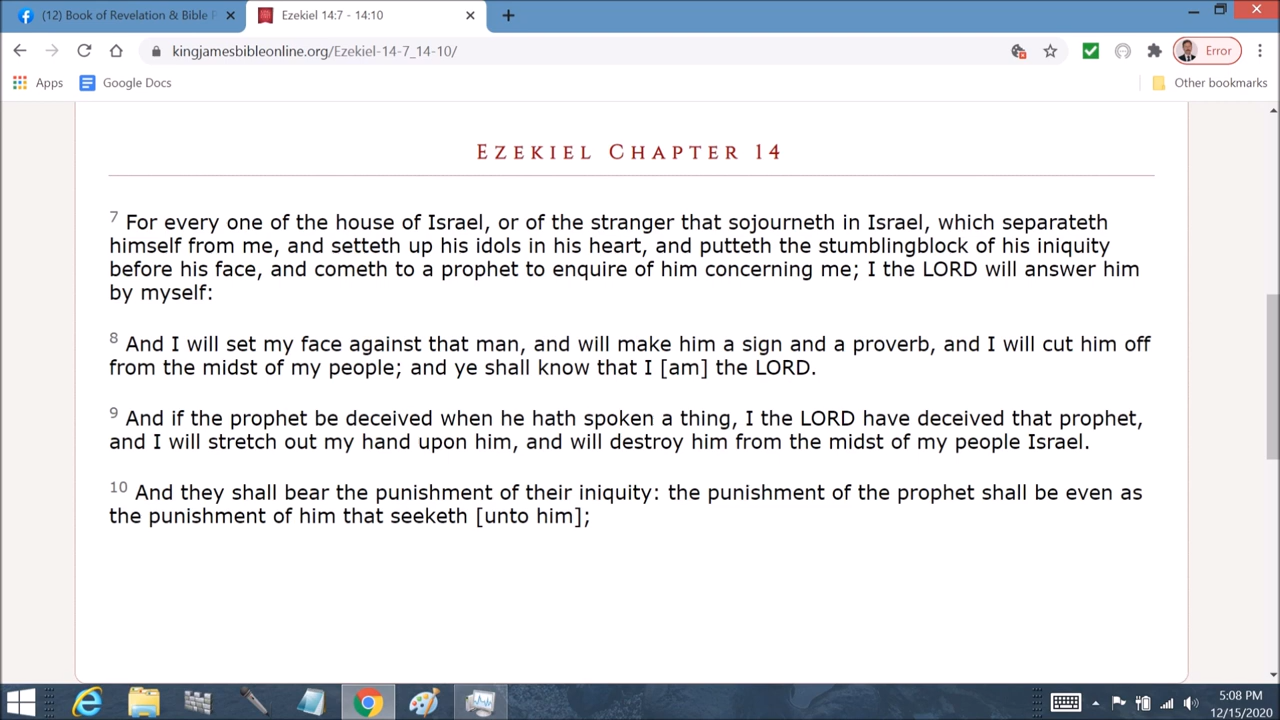 (12) Book of Revelation & Bible P
Ezekiel 14:7 - 14:10
kingjamesbibleonline.org/Ezekiel-14-7_14-10/
Error
Apps
Google Docs
Other bookmarks
EZEKIEL CHAPTER 14
7 For every one of the house of Israel, or of the stranger that sojourneth in Israel, which separateth
himself from me, and setteth up his idols in his heart, and putteth the stumblingblock of his iniquity
before his face, and cometh to a prophet to enquire of him concerning me; I the LORD will answer him
by myself:
8 And I will set my face against that man, and will make him a sign and a proverb, and I will cut him off
from the midst of my people; and ye shall know that I [am] the LORD.
9 And if the prophet be deceived when he hath spoken a thing, I the LORD have deceived that prophet,
and I will stretch out my hand upon him, and will destroy him from the midst of my people Israel.
10 And they shall bear the punishment of their iniquity: the punishment of the prophet shall be even as
the punishment of him that seeketh [unto him];
5:08 PM
12/15/2020